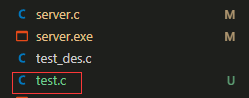 C server.c M
server.exe M
C test_des.c
C test.c U